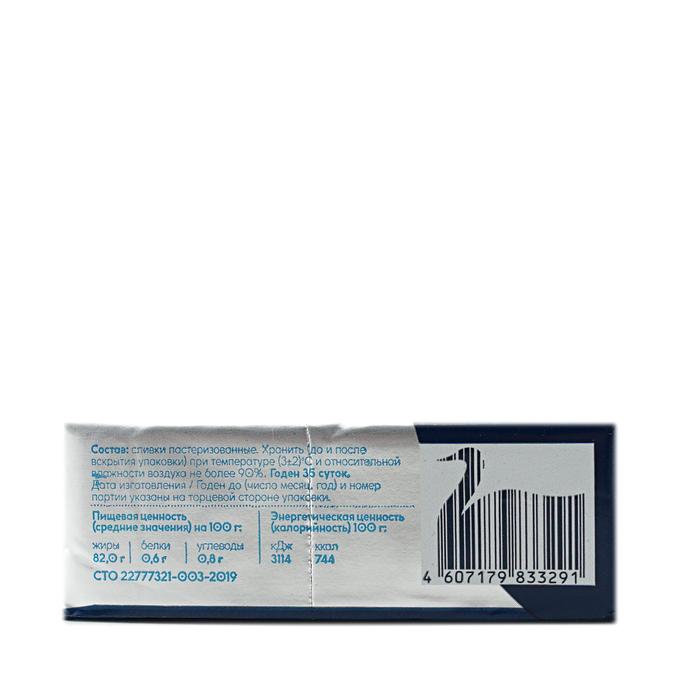 Состав: сливки пастеризованные. Хранить (до и после
вскрытия упаковки) при температуре (3±2)°С и относительной
влажности воздуха не более 90%. Годен 35 суток.
Дата изготовления / Годен до (число месяц, год) и номер
партии указаны на торцевой стороне упаковки.
Пищевая ценность
(средние значения) на 100 г:
жиры белки углеводы
82,0 г 0,6 г 0,8 г
Энергетическая ценность
(калорийность) 100 г:
кДж ккал
3114 744
СТО 22777321-003-2019
4 607179 833291